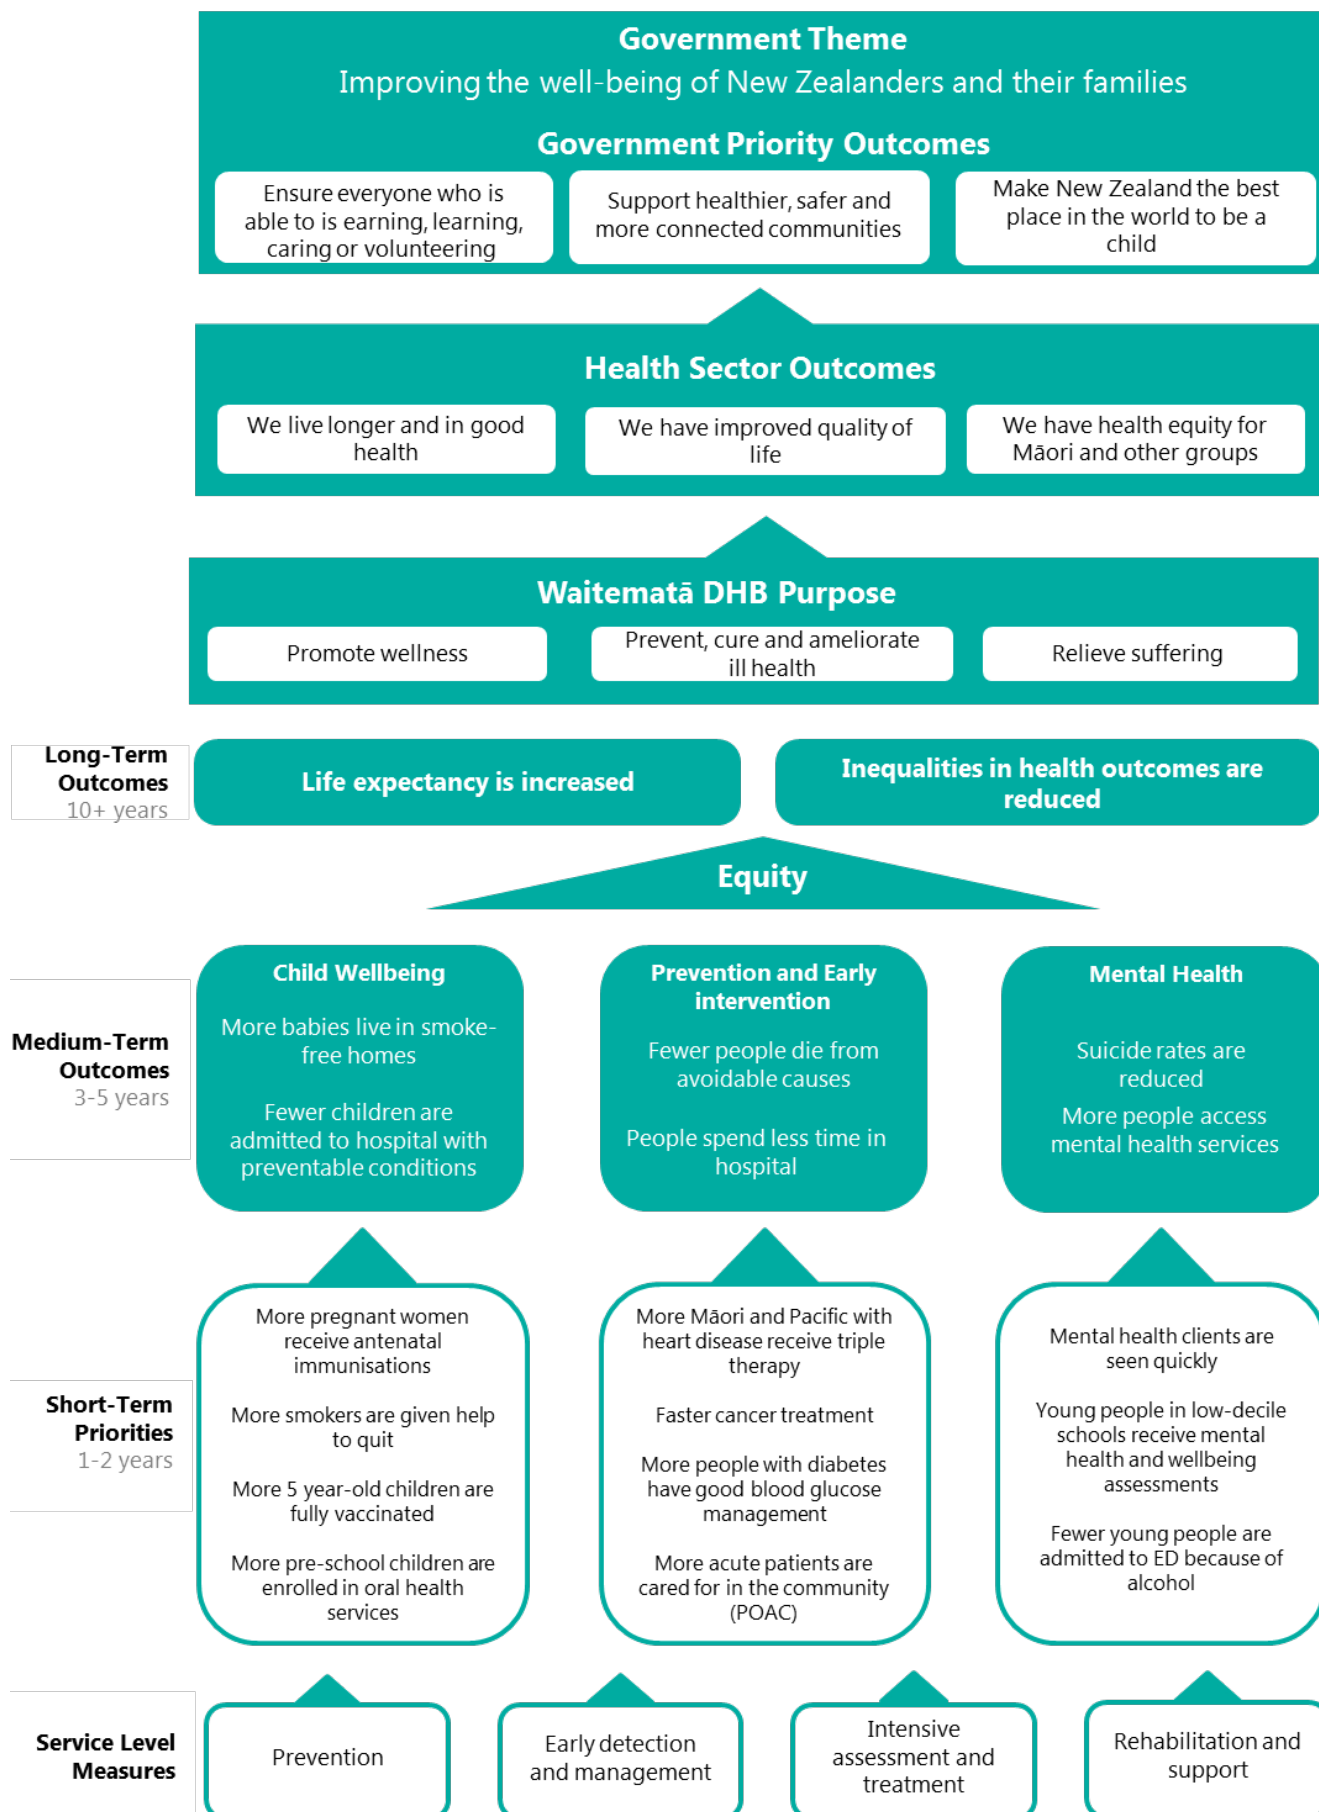 Government Theme
Improving the well-being of New Zealanders and their families
Government Priority Outcomes
Ensure everyone who is
able to is earning, learning,
caring or volunteering
Support healthier, safer and
more connected communities
Make New Zealand the best
place in the world to be a
child
Health Sector Outcomes
We live longer and in good
health
We have improved quality of
life
We have health equity for
Māori and other groups
Waitematā DHB Purpose
Promote wellness
Prevent, cure and ameliorate
ill health
Relieve suffering
Long-Term
Outcomes
10+ years
Life expectancy is increased
Inequalities in health outcomes are
reduced
Equity
Medium-Term
Outcomes
3-5 years
Child Wellbeing
More babies live in smoke-
free homes
Fewer children are
admitted to hospital with
preventable conditions
Prevention and Early
intervention
Fewer people die from
avoidable causes
People spend less time in
hospital
Mental Health
Suicide rates are
reduced
More people access
mental health services
Short-Term
Priorities
1-2 years
More pregnant women
receive antenatal
immunisations
More smokers are given help
to quit
More 5 year-old children are
fully vaccinated
More pre-school children are
enrolled in oral health
services
More Māori and Pacific with
heart disease receive triple
therapy
Faster cancer treatment
More people with diabetes
have good blood glucose
management
More acute patients are
cared for in the community
(POAC)
Mental health clients are
seen quickly
Young people in low-decile
schools receive mental
health and wellbeing
assessments
Fewer young people are
admitted to ED because of
alcohol
Service Level
Measures
Prevention
Early detection
and management
Intensive
assessment and
treatment
Rehabilitation and
support